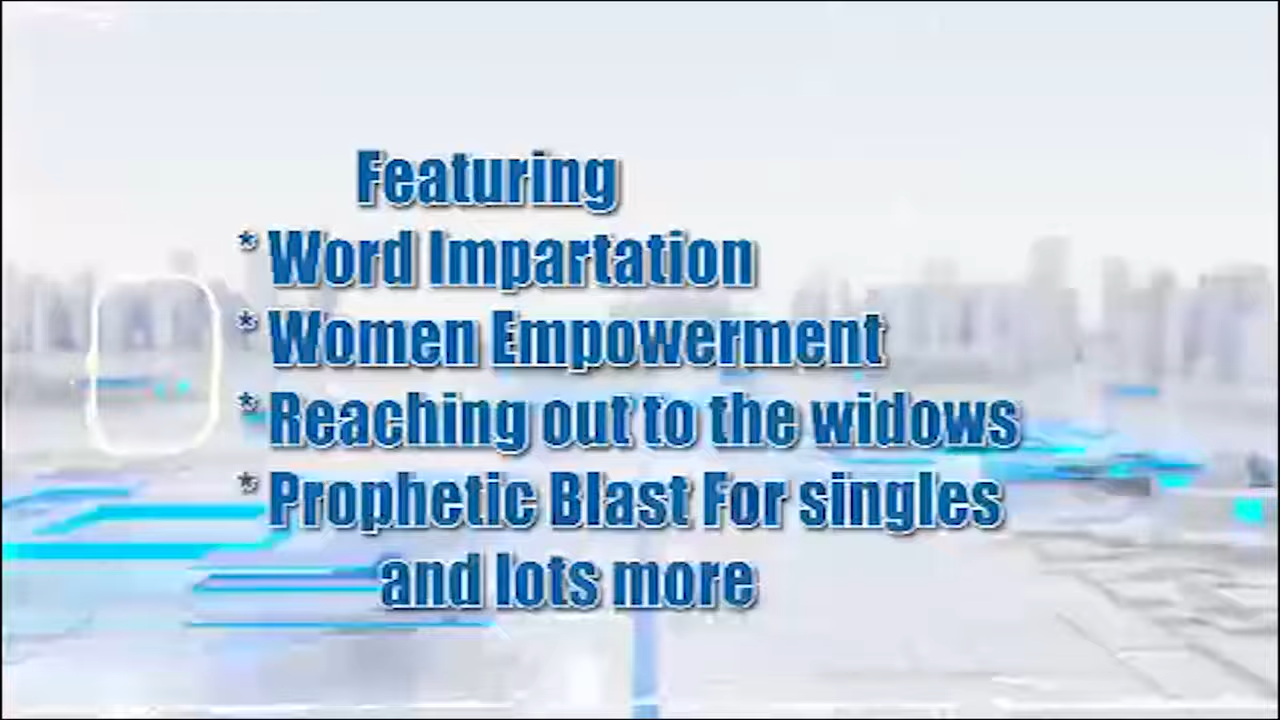 Featuring
* Word Impartation
* Women Empowerment
* Reaching out to the widows
* Prophetic Blast For singles
and lots more